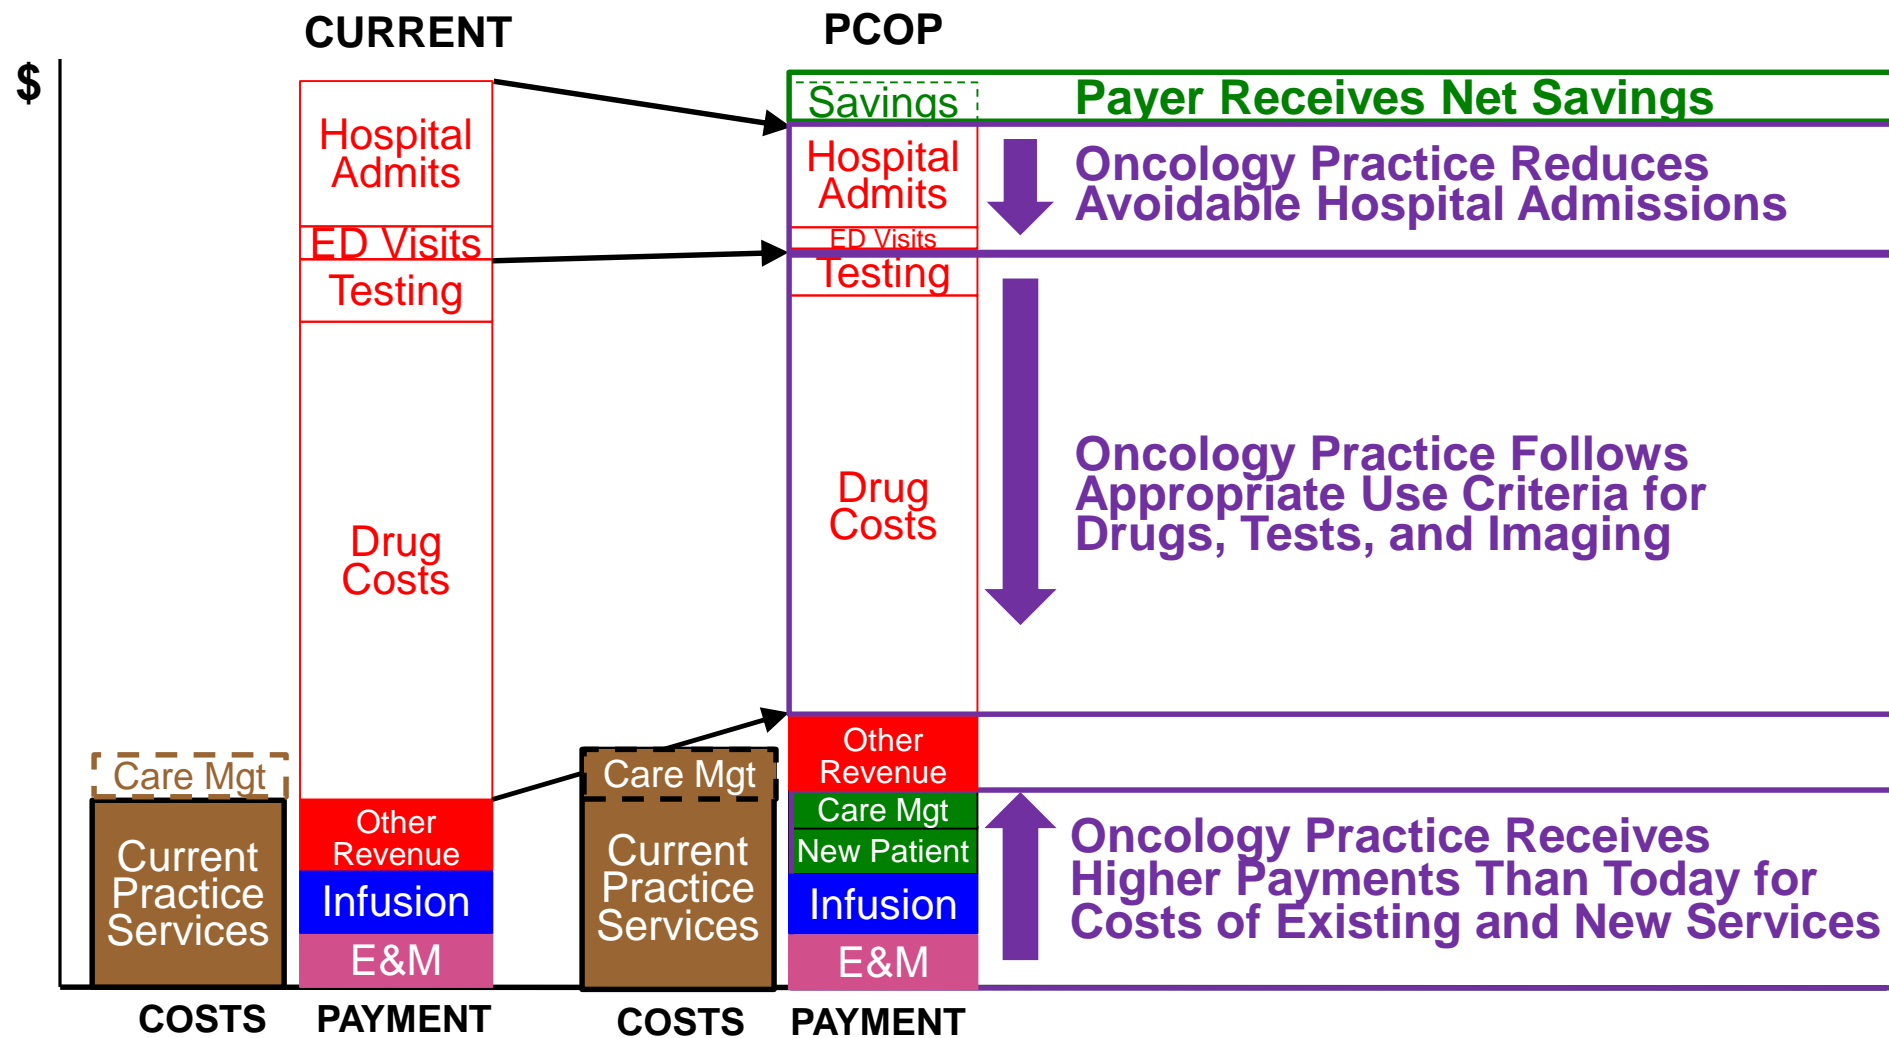 CURRENT
PCOP
$
Hospital
Admits
ED Visits
Testing
Drug
Costs
Other
Revenue
Infusion
E&M
Care Mgt
Current
Practice
Services
COSTS
PAYMENT
Care Mgt
Current
Practice
Services
COSTS
Savings
Hospital
Admits
ED Visits
Testing
Drug
Costs
Other
Revenue
Care Mgt
New Patient
Infusion
E&M
PAYMENT
Payer Receives Net Savings
Oncology Practice Reduces
Avoidable Hospital Admissions
Oncology Practice Follows
Appropriate Use Criteria for
Drugs, Tests, and Imaging
Oncology Practice Receives
Higher Payments Than Today for
Costs of Existing and New Services